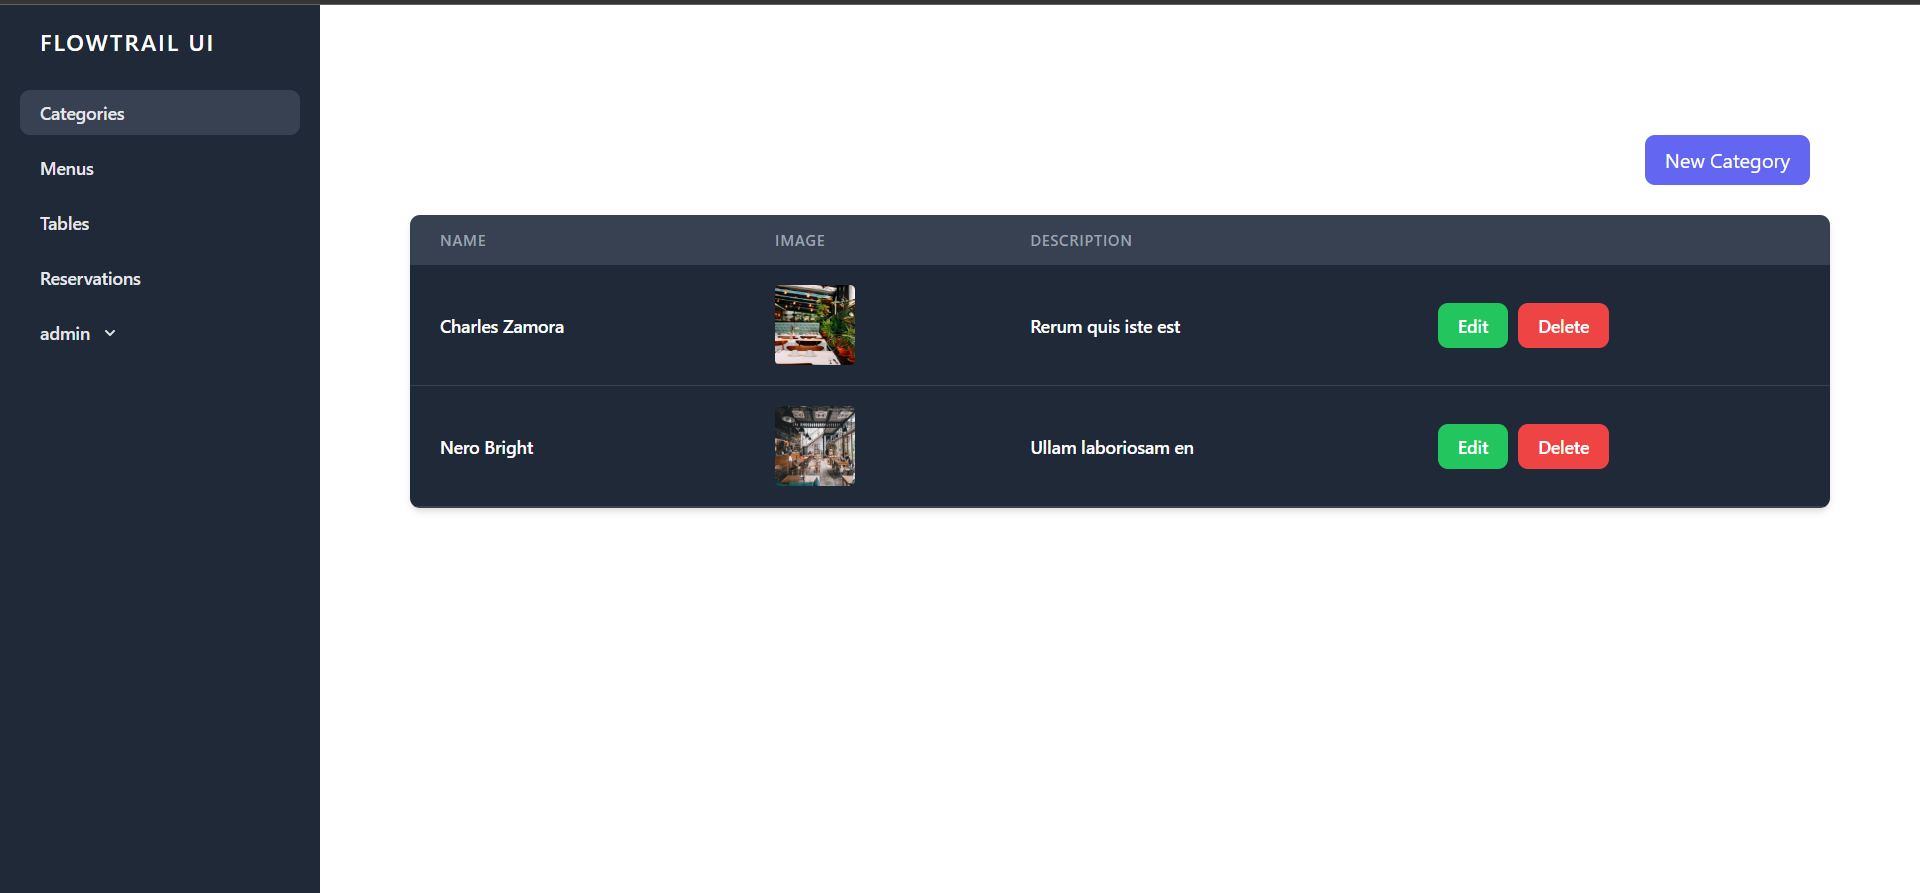 FLOWTRAIL UI
Categories
Menus
Tables
Reservations
admin
New Category
NAME IMAGE DESCRIPTION
Charles Zamora Rerum quis iste est Edit Delete
Nero Bright Ullam laboriosam en Edit Delete